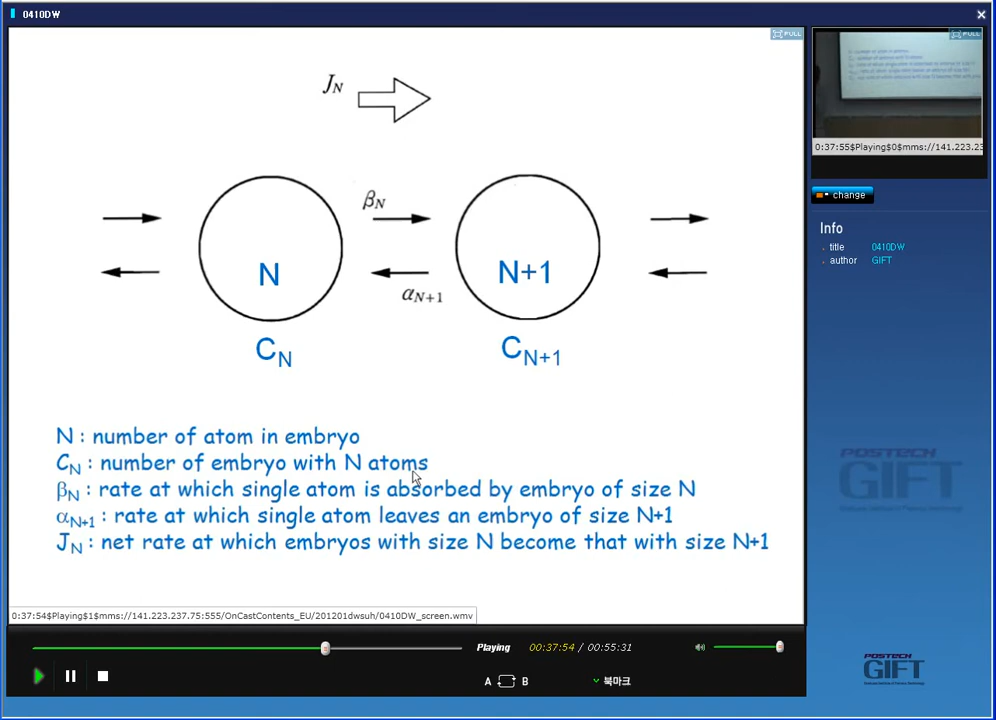 0410DW
FULL
J_N
β_N
N
N+1
α_N+1
C_N
C_N+1
N : number of atom in embryo
C_N : number of embryo with N atoms
β_N : rate at which single atom is absorbed by embryo of size N
α_N+1 : rate at which single atom leaves an embryo of size N+1
J_N : net rate at which embryos with size N become that with size N+1
0:37:54$Playing$1$mms://141.223.237.75:555/OnCastContents_EU/201201dwsuh/0410DW_screen.wmv
Playing 00:37:54 / 00:55:31
A B 북마크
FULL
0:37:55$Playing$0$mms://141.223.23
change
Info
title 0410DW
author GIFT
POSTECH
GIFT
POSTECH
GIFT